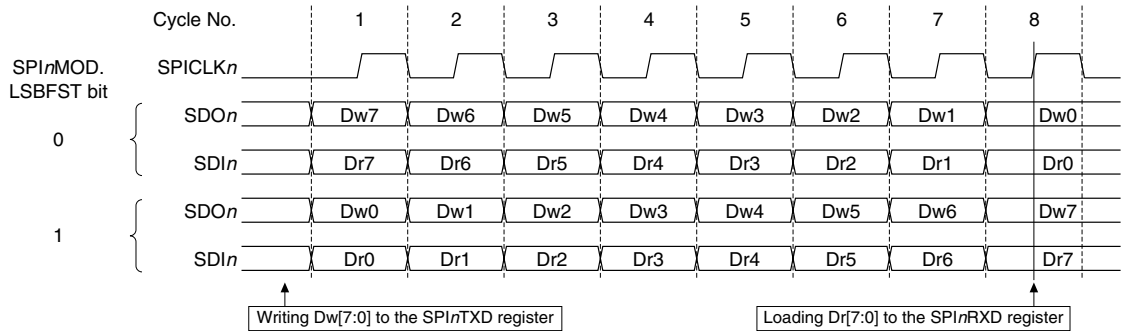 Cycle No. 1 2 3 4 5 6 7 8
SPInMOD. SPICLKn
LSBFST bit
SDOn Dw7 Dw6 Dw5 Dw4 Dw3 Dw2 Dw1 Dw0
0
SDIn Dr7 Dr6 Dr5 Dr4 Dr3 Dr2 Dr1 Dr0
SDOn Dw0 Dw1 Dw2 Dw3 Dw4 Dw5 Dw6 Dw7
1
SDIn Dr0 Dr1 Dr2 Dr3 Dr4 Dr5 Dr6 Dr7
Writing Dw[7:0] to the SPInTXD register Loading Dr[7:0] to the SPInRXD register